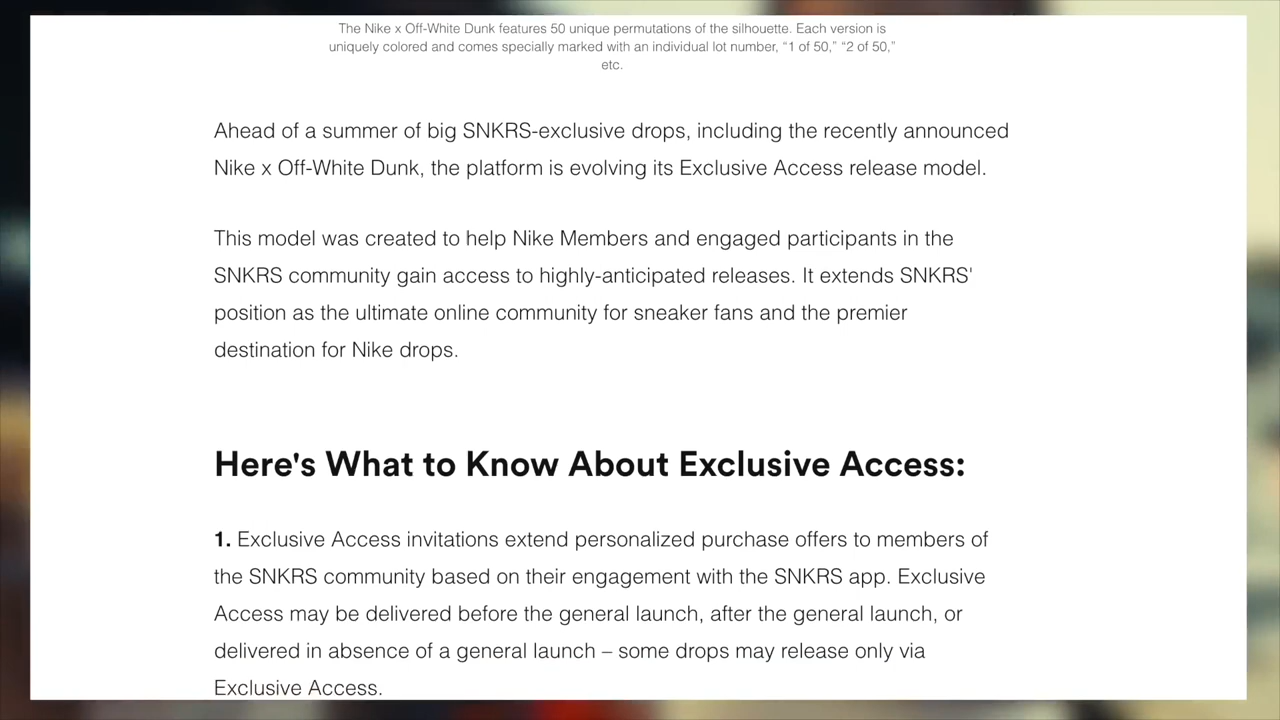 The Nike x Off-White Dunk features 50 unique permutations of the silhouette. Each version is
uniquely colored and comes specially marked with an individual lot number, “1 of 50,” “2 of 50,”
etc.
Ahead of a summer of big SNKRS-exclusive drops, including the recently announced
Nike x Off-White Dunk, the platform is evolving its Exclusive Access release model.
This model was created to help Nike Members and engaged participants in the
SNKRS community gain access to highly-anticipated releases. It extends SNKRS'
position as the ultimate online community for sneaker fans and the premier
destination for Nike drops.
Here's What to Know About Exclusive Access:
1. Exclusive Access invitations extend personalized purchase offers to members of
the SNKRS community based on their engagement with the SNKRS app. Exclusive
Access may be delivered before the general launch, after the general launch, or
delivered in absence of a general launch – some drops may release only via
Exclusive Access.